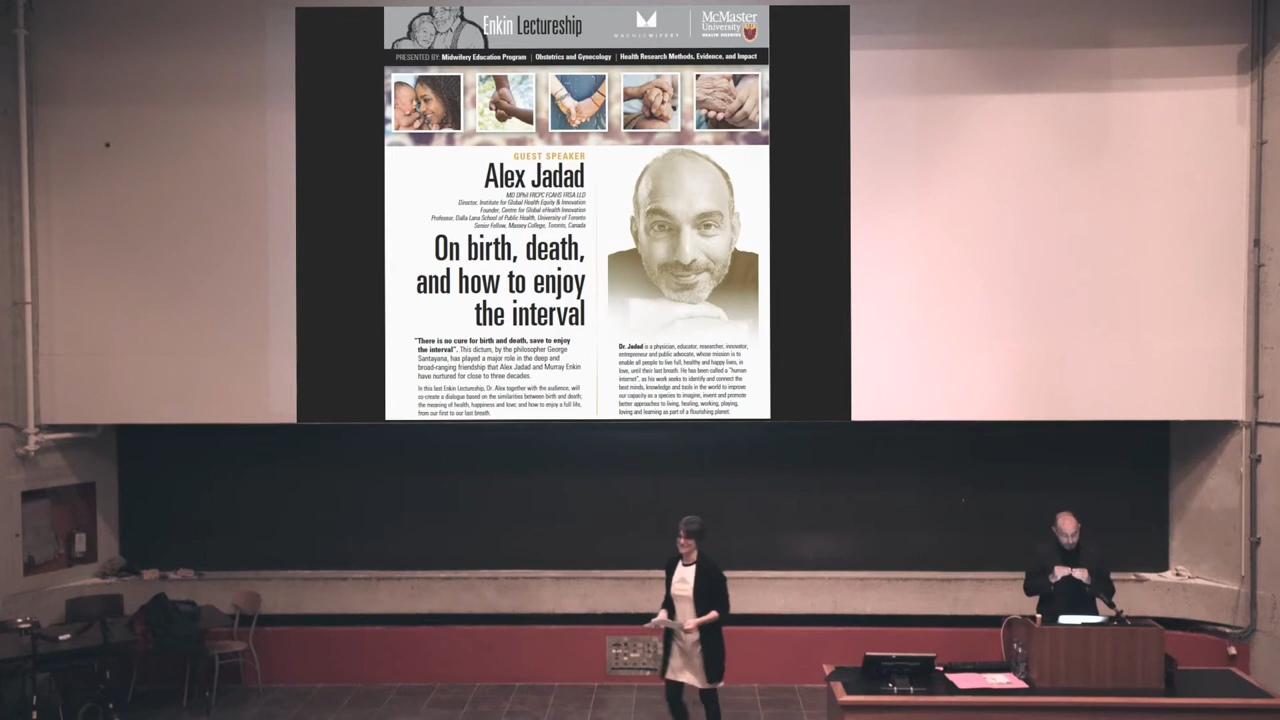 Enkin Lectureship
MACMIDWIFERY
McMaster
University
HEALTH SCIENCES
PRESENTED BY: Midwifery Education Program | Obstetrics and Gynecology | Health Research Methods, Evidence, and Impact
GUEST SPEAKER
Alex Jadad
MD DPhil FRCPC FCAHS FRSA LLD
Director, Institute for Global Health Equity & Innovation
Founder, Centre for Global eHealth Innovation
Professor, Dalla Lana School of Public Health, University of Toronto
Senior Fellow, Massey College, Toronto, Canada
On birth, death,
and how to enjoy
the interval
"There is no cure for birth and death, save to enjoy
the interval". This dictum, by the philosopher George
Santayana, has played a major role in the deep and
broad-ranging friendship that Alex Jadad and Murray Enkin
have nurtured for close to three decades.
In this last Enkin Lectureship, Dr. Alex together with the audience, will
co-create a dialogue based on the similarities between birth and death;
the meaning of health, happiness and love; and how to enjoy a full life,
from our first to our last breath.
Dr. Jadad is a physician, educator, researcher, innovator,
entrepreneur and public advocate, whose mission is to
enable all people to live full, healthy and happy lives, in
love, until their last breath. He has been called a "human
internet", as his work seeks to identify and connect the
best minds, knowledge and tools in the world to improve
our capacity as a species to imagine, invent and promote
better approaches to living, healing, working, playing,
loving and learning as part of a flourishing planet.